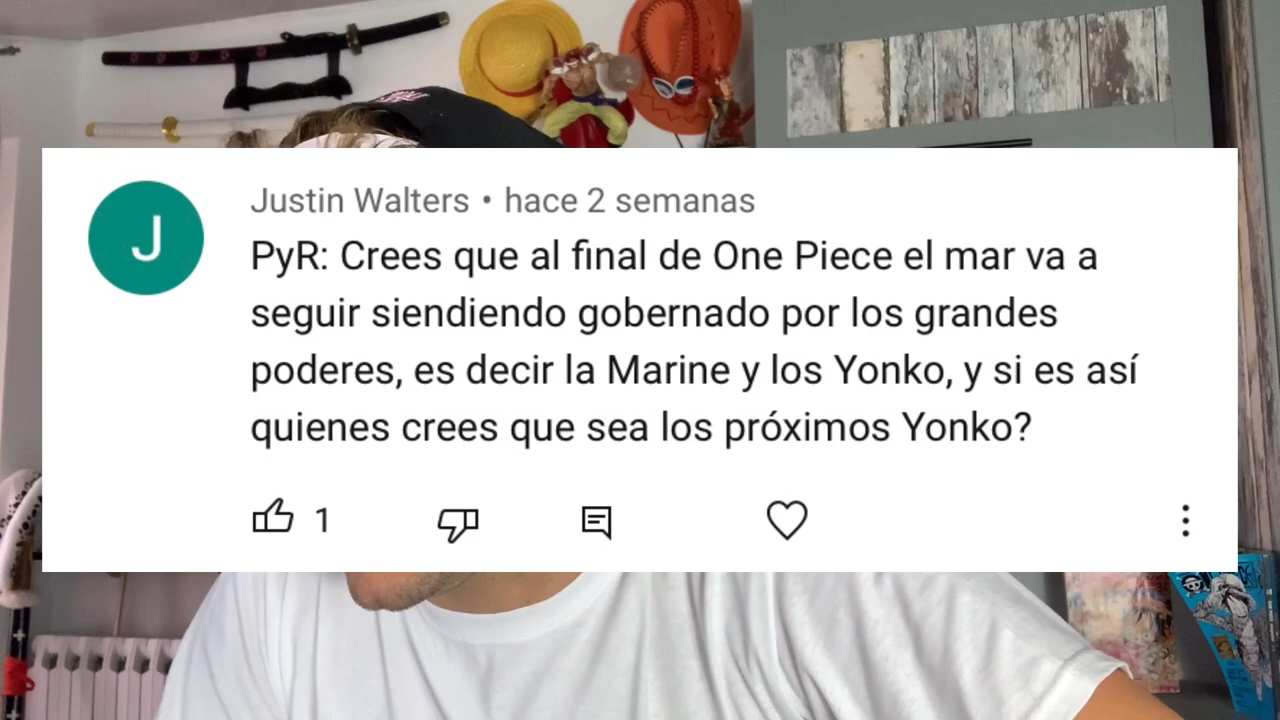 J
Justin Walters • hace 2 semanas
PyR: Crees que al final de One Piece el mar va a
seguir siendiendo gobernado por los grandes
poderes, es decir la Marine y los Yonko, y si es así
quienes crees que sea los próximos Yonko?
1